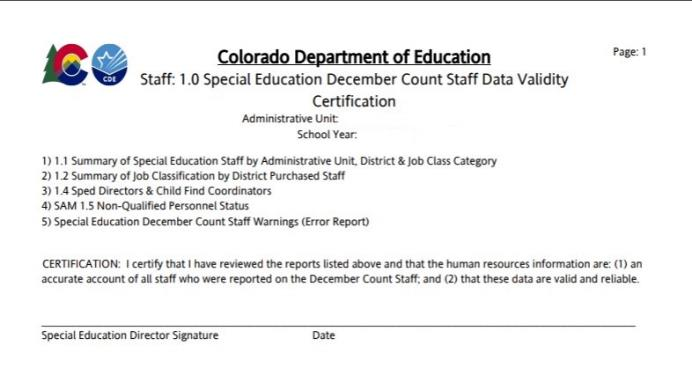 Colorado Department of Education
Page: 1
CDE
Staff: 1.0 Special Education December Count Staff Data Validity
Certification
Administrative Unit:
School Year:
1) 1.1 Summary of Special Education Staff by Administrative Unit, District & Job Class Category
2) 1.2 Summary of Job Classification by District Purchased Staff
3) 1.4 Sped Directors & Child Find Coordinators
4) SAM 1.5 Non-Qualified Personnel Status
5) Special Education December Count Staff Warnings (Error Report)
CERTIFICATION: I certify that I have reviewed the reports listed above and that the human resources information are: (1) an
accurate account of all staff who were reported on the December Count Staff; and (2) that these data are valid and reliable.
Special Education Director Signature Date